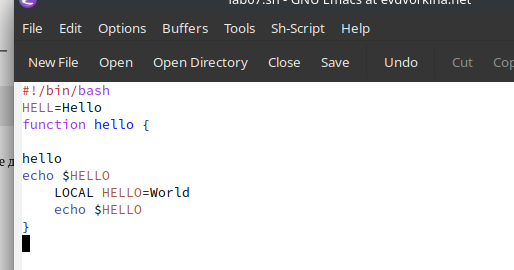 lab07.sh - GNU Emacs at evdvorkina.net
File Edit Options Buffers Tools Sh-Script Help
New File Open Open Directory Close Save Undo Cut
#!/bin/bash
HELL=Hello
function hello {
hello
echo $HELLO
LOCAL HELLO=World
echo $HELLO
}